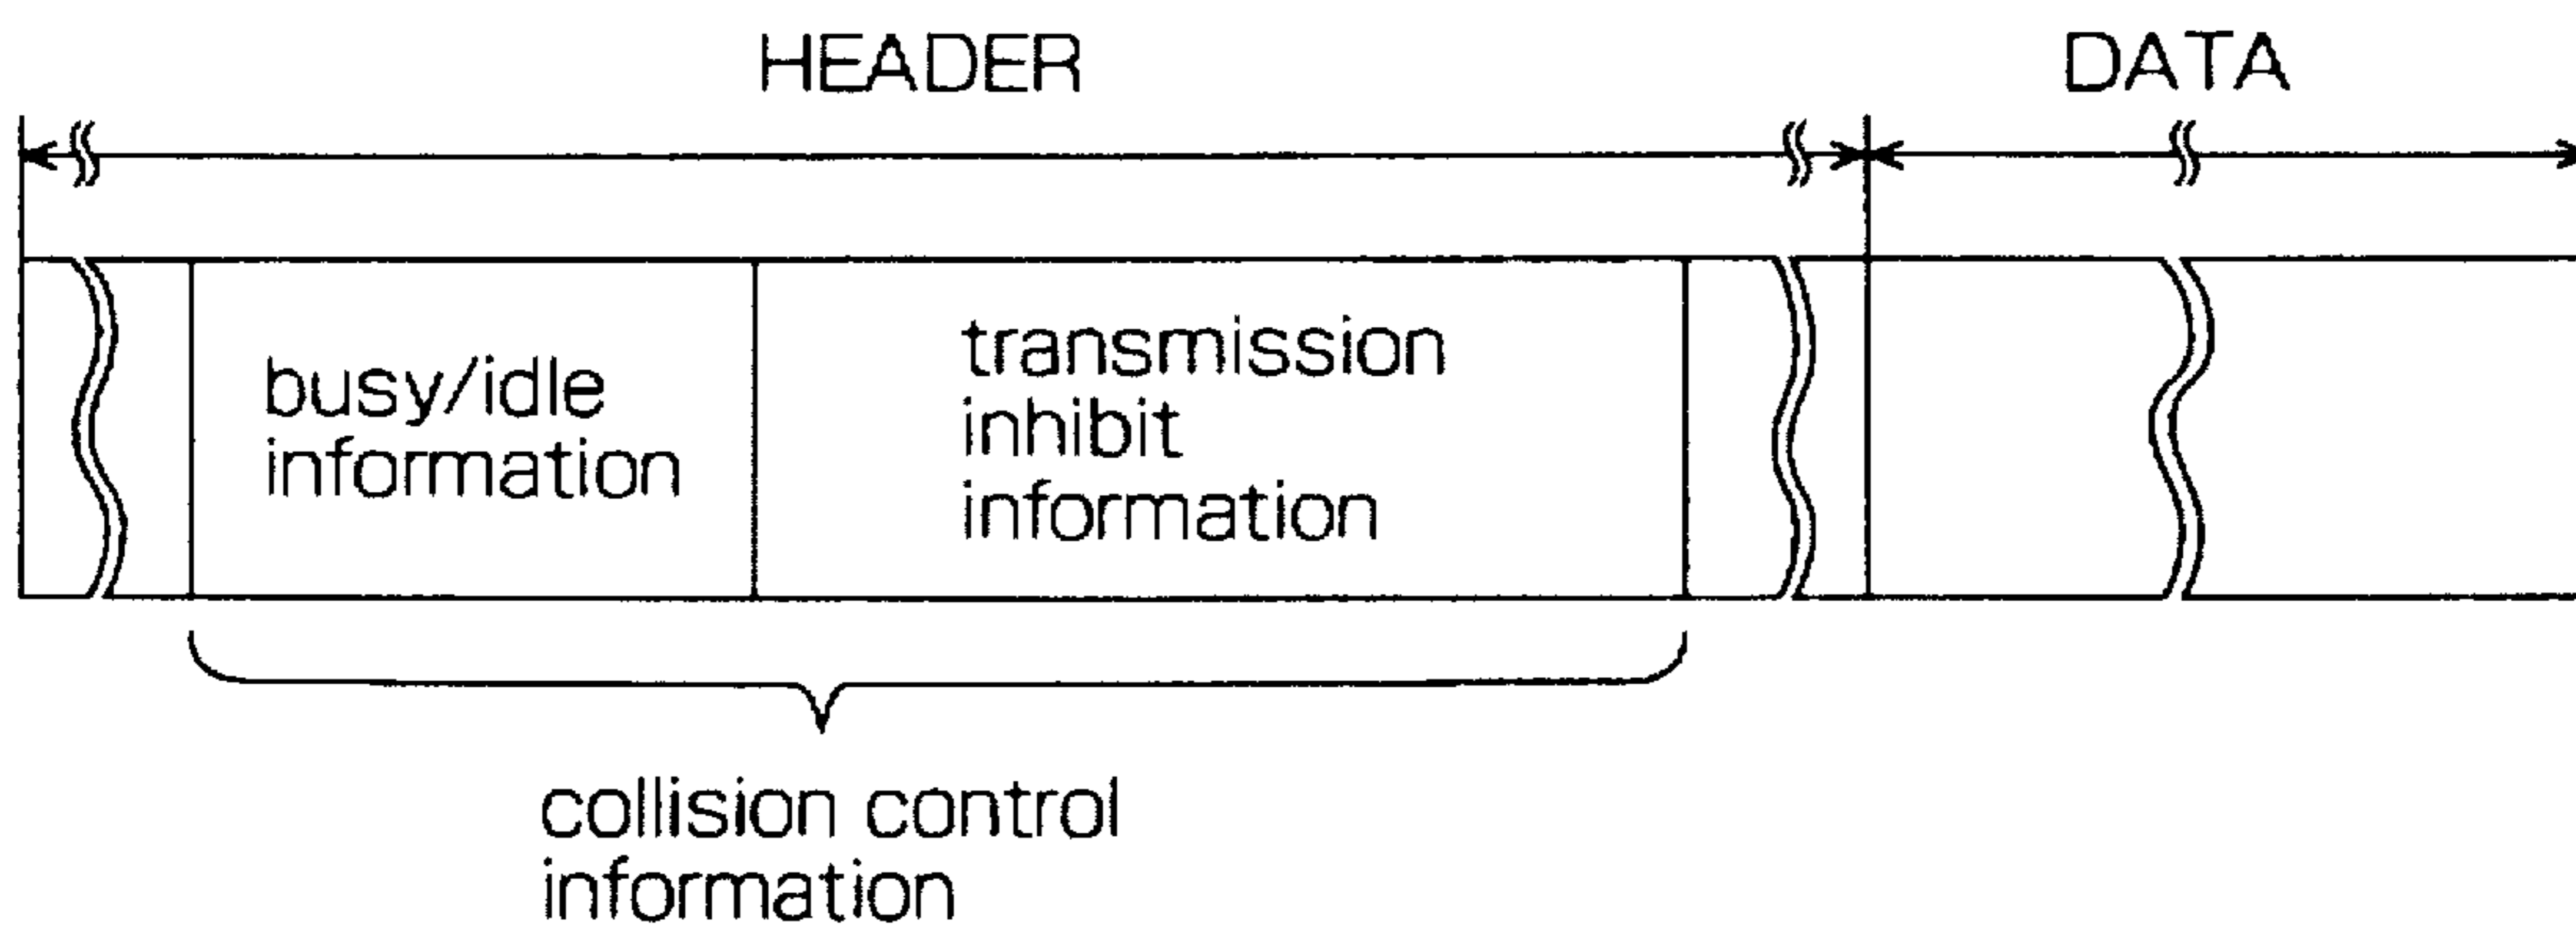 HEADER
DATA
busy/idle
information
transmission
inhibit
information
collision control
information